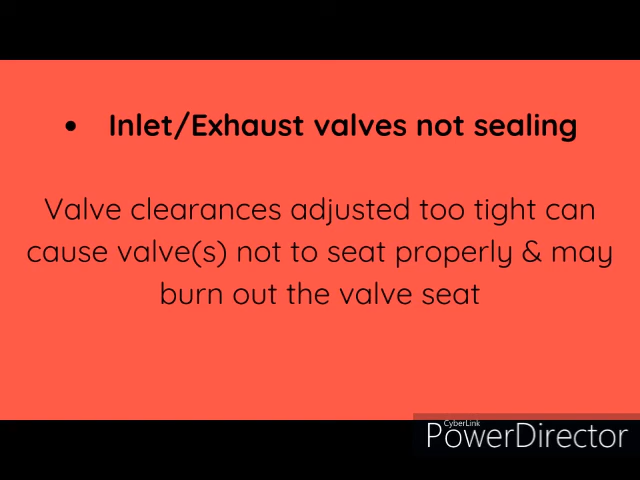 • Inlet/Exhaust valves not sealing
Valve clearances adjusted too tight can
cause valve(s) not to seat properly & may
burn out the valve seat
CyberLink
PowerDirector